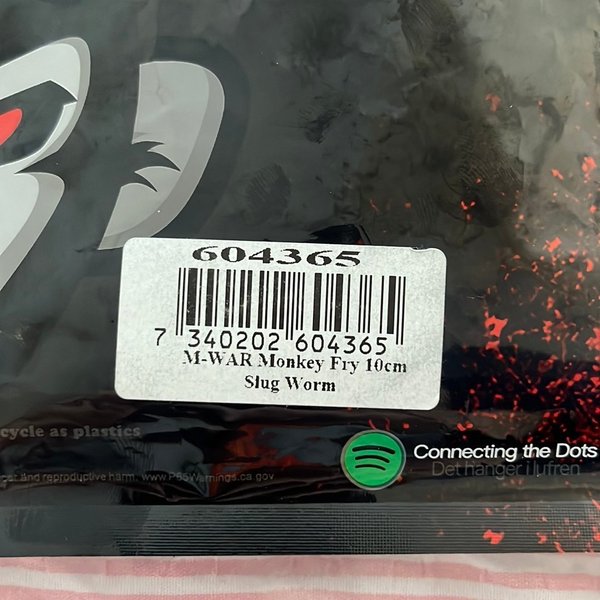 604365
7 340202 604365
M-WAR Monkey Fry 10cm
Slug Worm
cycle as plastics
and reproductive harm. www.P65Warnings.ca.gov
Connecting the Dots
Det hänger i luften